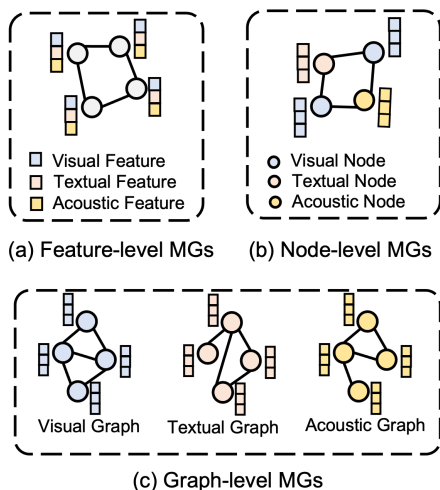 Visual Feature
Textual Feature
Acoustic Feature
(a) Feature-level MGs
Visual Node
Textual Node
Acoustic Node
(b) Node-level MGs
Visual Graph
Textual Graph
Acoustic Graph
(c) Graph-level MGs